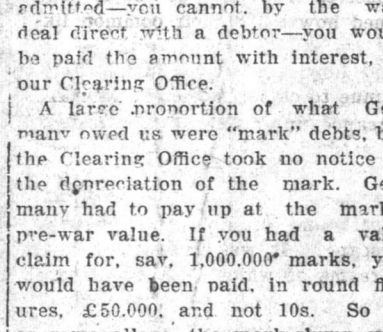 admitted—you cannot, by the w
deal direct with a debtor—you wou
be paid the amount with interest,
our Clearing Office.
A large proportion of what Ge
many owed us were "mark" debts, b
the Clearing Office took no notice
the depreciation of the mark. Ge
many had to pay up at the mar
pre-war value. If you had a va
claim for, say, 1,000,000 marks, y
would have been paid, in round fi
ures, £50,000, and not 10s. So